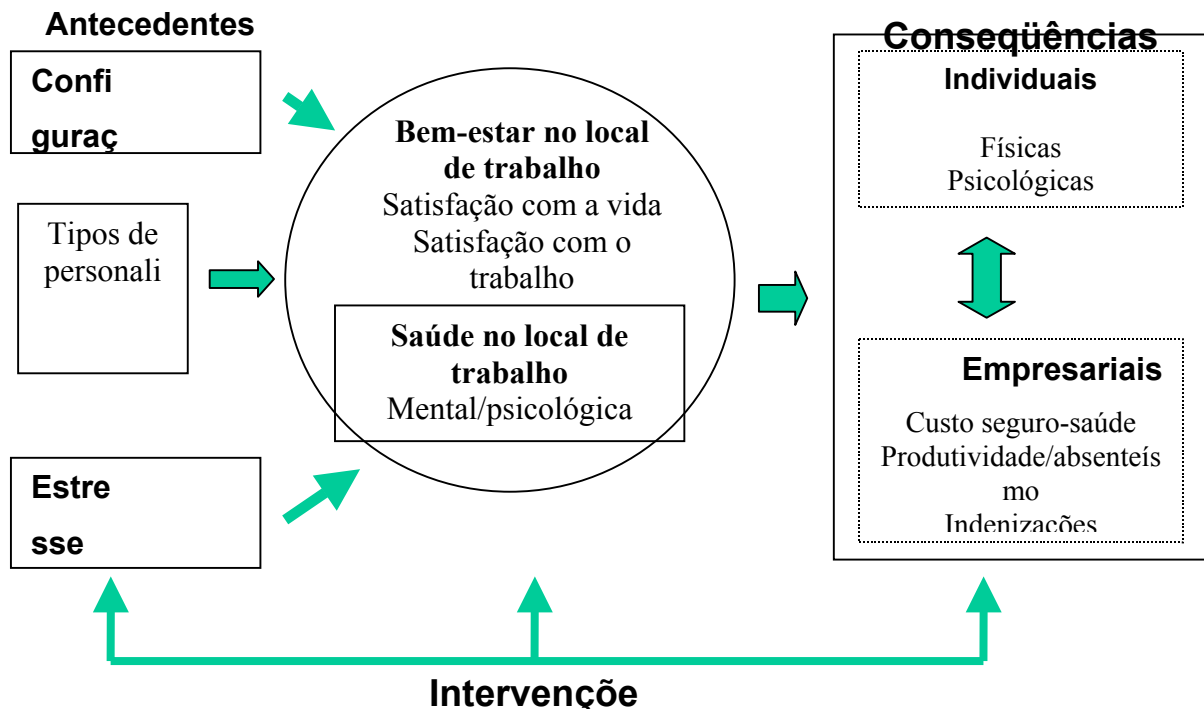 Antecedentes
Confi
guraç
Tipos de
personali
Estre
sse
Bem-estar no local
de trabalho
Satisfação com a vida
Satisfação com o
trabalho
Saúde no local de
trabalho
Mental/psicológica
Conseqüências
Individuais
Físicas
Psicológicas
Empresariais
Custo seguro-saúde
Produtividade/absenteís
mo
Indenizações
Intervençõe